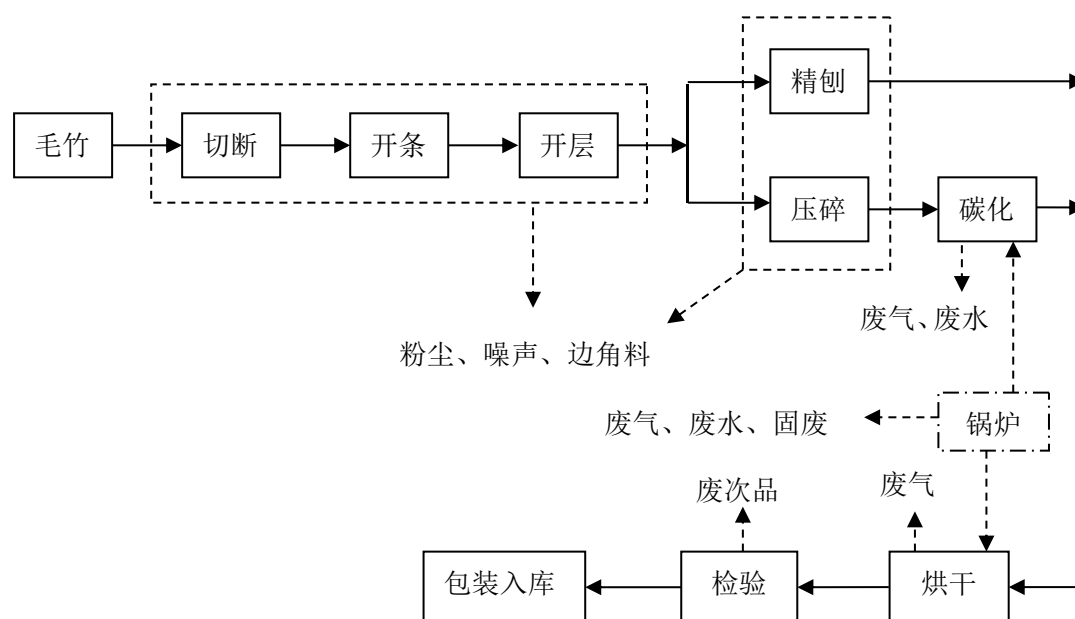 精刨
毛竹
切断
开条
开层
压碎
碳化
废气、废水
粉尘、噪声、边角料
废气、废水、固废
锅炉
废次品
废气
包装入库
检验
烘干